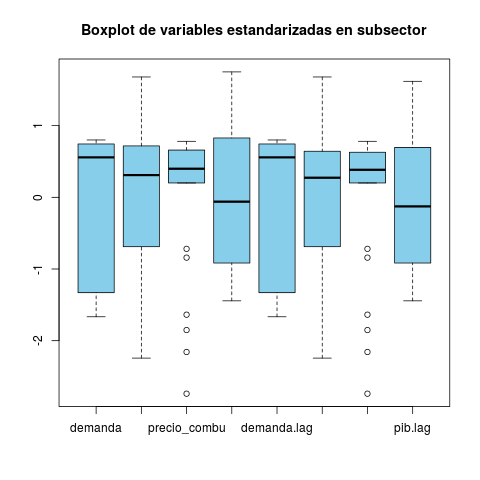 Boxplot de variables estandarizadas en subsector
1
0
-1
-2
demanda precio_combu demanda.lag pib.lag